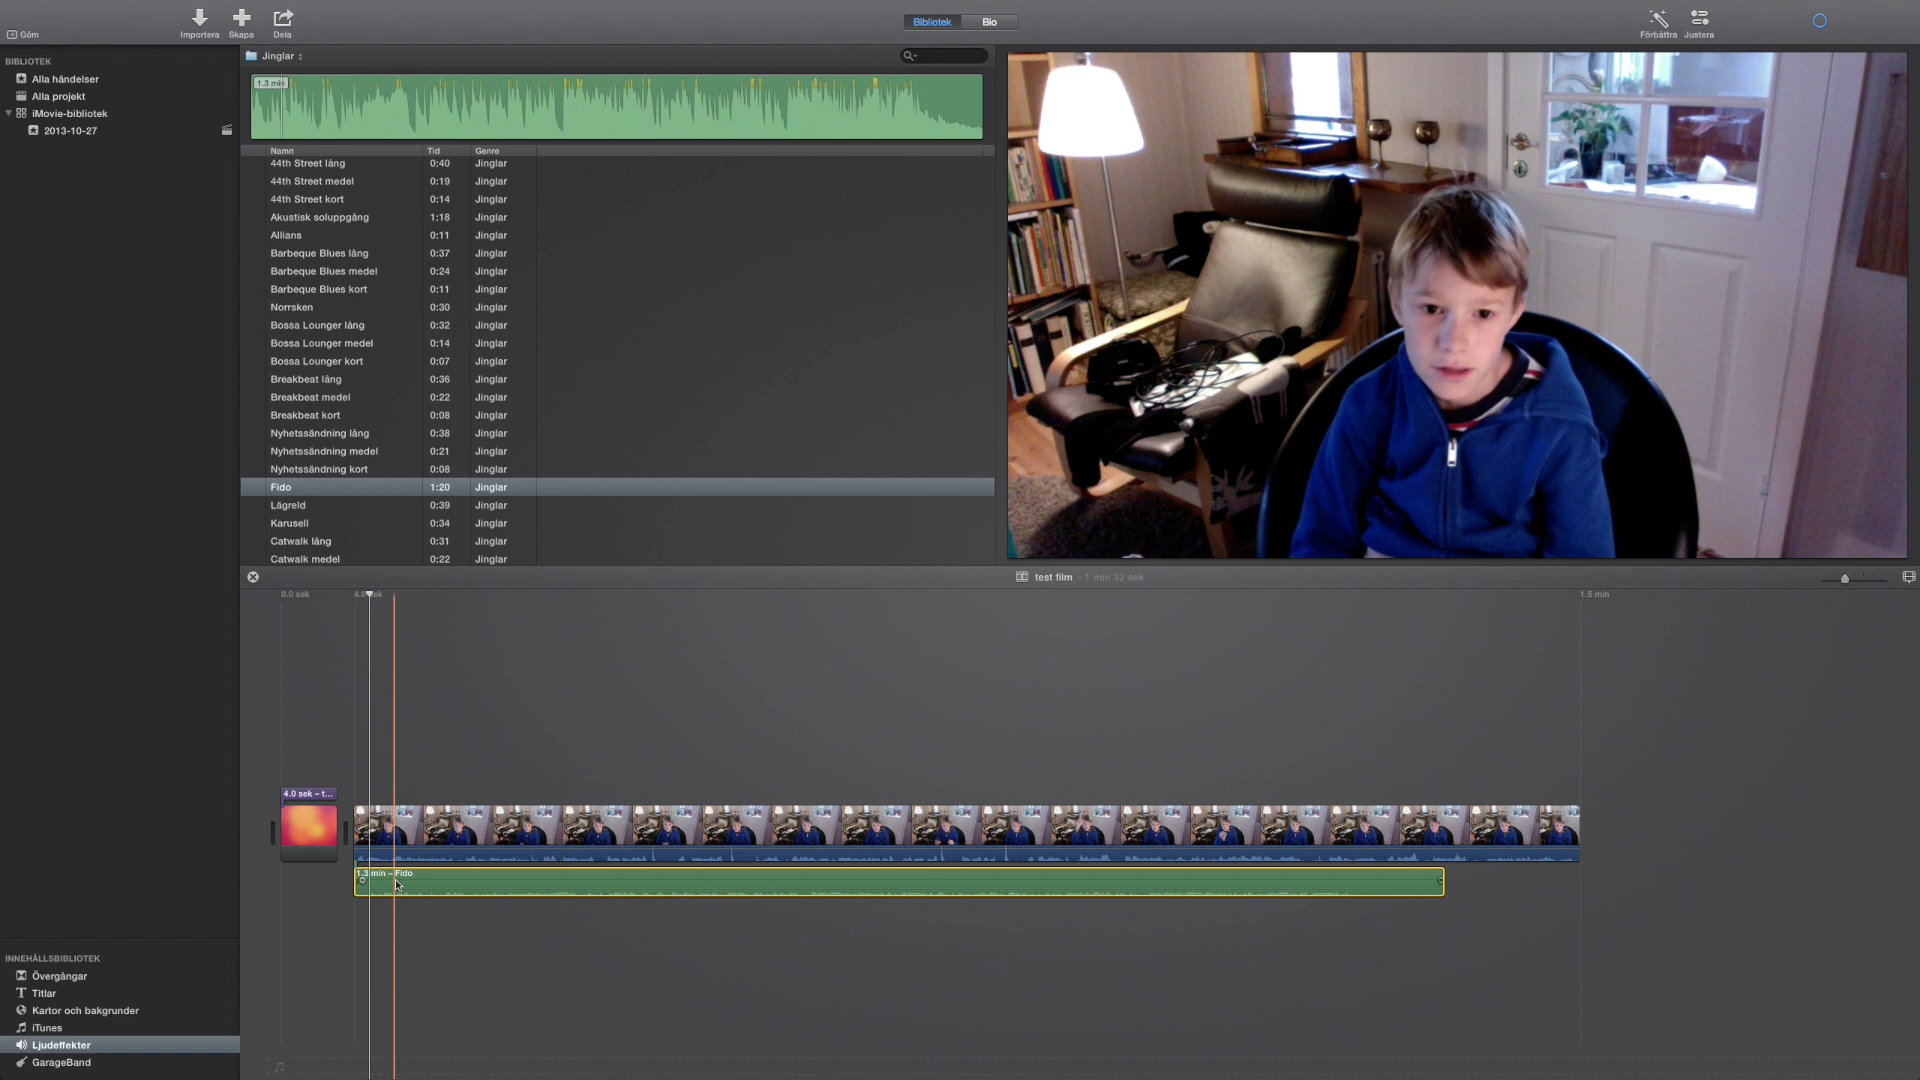 Göm
Importera
Skapa
Dela
Bibliotek
Bio
Förbättra
Justera
BIBLIOTEK
Alla händelser
Alla projekt
iMovie-bibliotek
2013-10-27
Jinglar
1.3 min
Namn Tid Genre
44th Street lång 0:40 Jinglar
44th Street medel 0:19 Jinglar
44th Street kort 0:14 Jinglar
Akustisk soluppgång 1:18 Jinglar
Allians 0:11 Jinglar
Barbeque Blues lång 0:37 Jinglar
Barbeque Blues medel 0:24 Jinglar
Barbeque Blues kort 0:11 Jinglar
Norrsken 0:30 Jinglar
Bossa Lounger lång 0:32 Jinglar
Bossa Lounger medel 0:14 Jinglar
Bossa Lounger kort 0:07 Jinglar
Breakbeat lång 0:36 Jinglar
Breakbeat medel 0:22 Jinglar
Breakbeat kort 0:08 Jinglar
Nyhetssändning lång 0:38 Jinglar
Nyhetssändning medel 0:21 Jinglar
Nyhetssändning kort 0:08 Jinglar
Fido 1:20 Jinglar
Lägreld 0:39 Jinglar
Karusell 0:34 Jinglar
Catwalk lång 0:31 Jinglar
Catwalk medel 0:22 Jinglar
test film – 1 min 32 sek
0.0 sek
4.0 sek
1.5 min
4.0 sek – t...
1.3 min – Fido
INNEHÅLLSBIBLIOTEK
Övergångar
Titlar
Kartor och bakgrunder
iTunes
Ljudeffekter
GarageBand